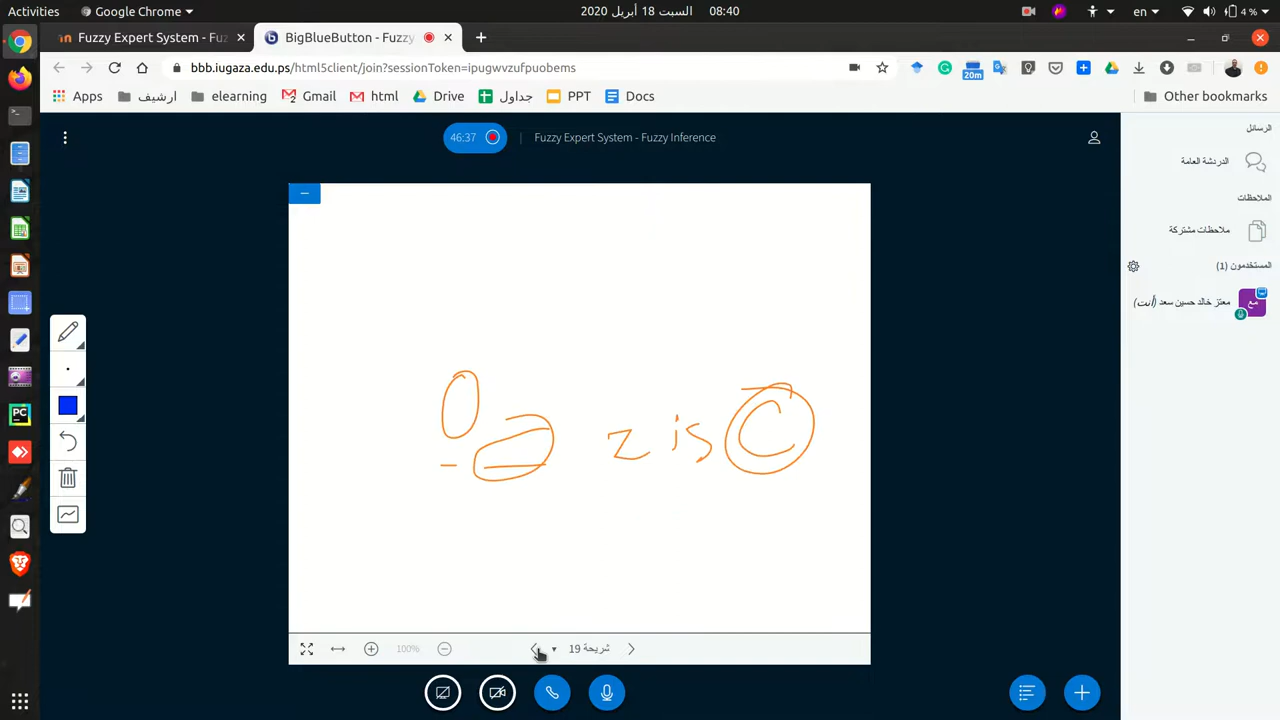 Activities Google Chrome السبت 18 أبريل 2020 08:40 en 4 %
Fuzzy Expert System - Fu BigBlueButton - Fuzzy
bbb.iugaza.edu.ps/html5client/join?sessionToken=ipugwvzufpuobems 20m
Apps ارشيف elearning Gmail html Drive جداول PPT Docs Other bookmarks
46:37 Fuzzy Expert System - Fuzzy Inference
الرسائل
الدردشة العامة
الملاحظات
ملاحظات مشتركة
المستخدمون (1)
معتز خالد حسين سعد (أنت)
مع
z is C
100% شريحة 19
PC